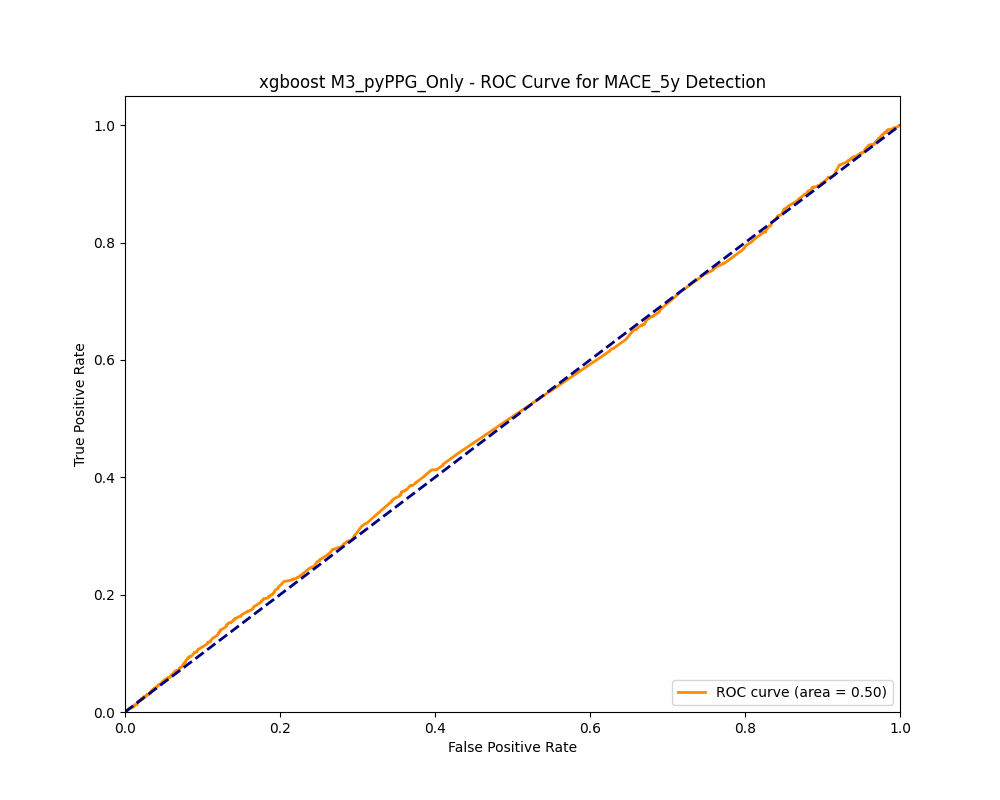 xgboost M3_pyPPG_Only - ROC Curve for MACE_5y Detection
1.0
0.8
0.6
0.4
0.2
0.0
True Positive Rate
ROC curve (area = 0.50)
0.0 0.2 0.4 0.6 0.8 1.0
False Positive Rate